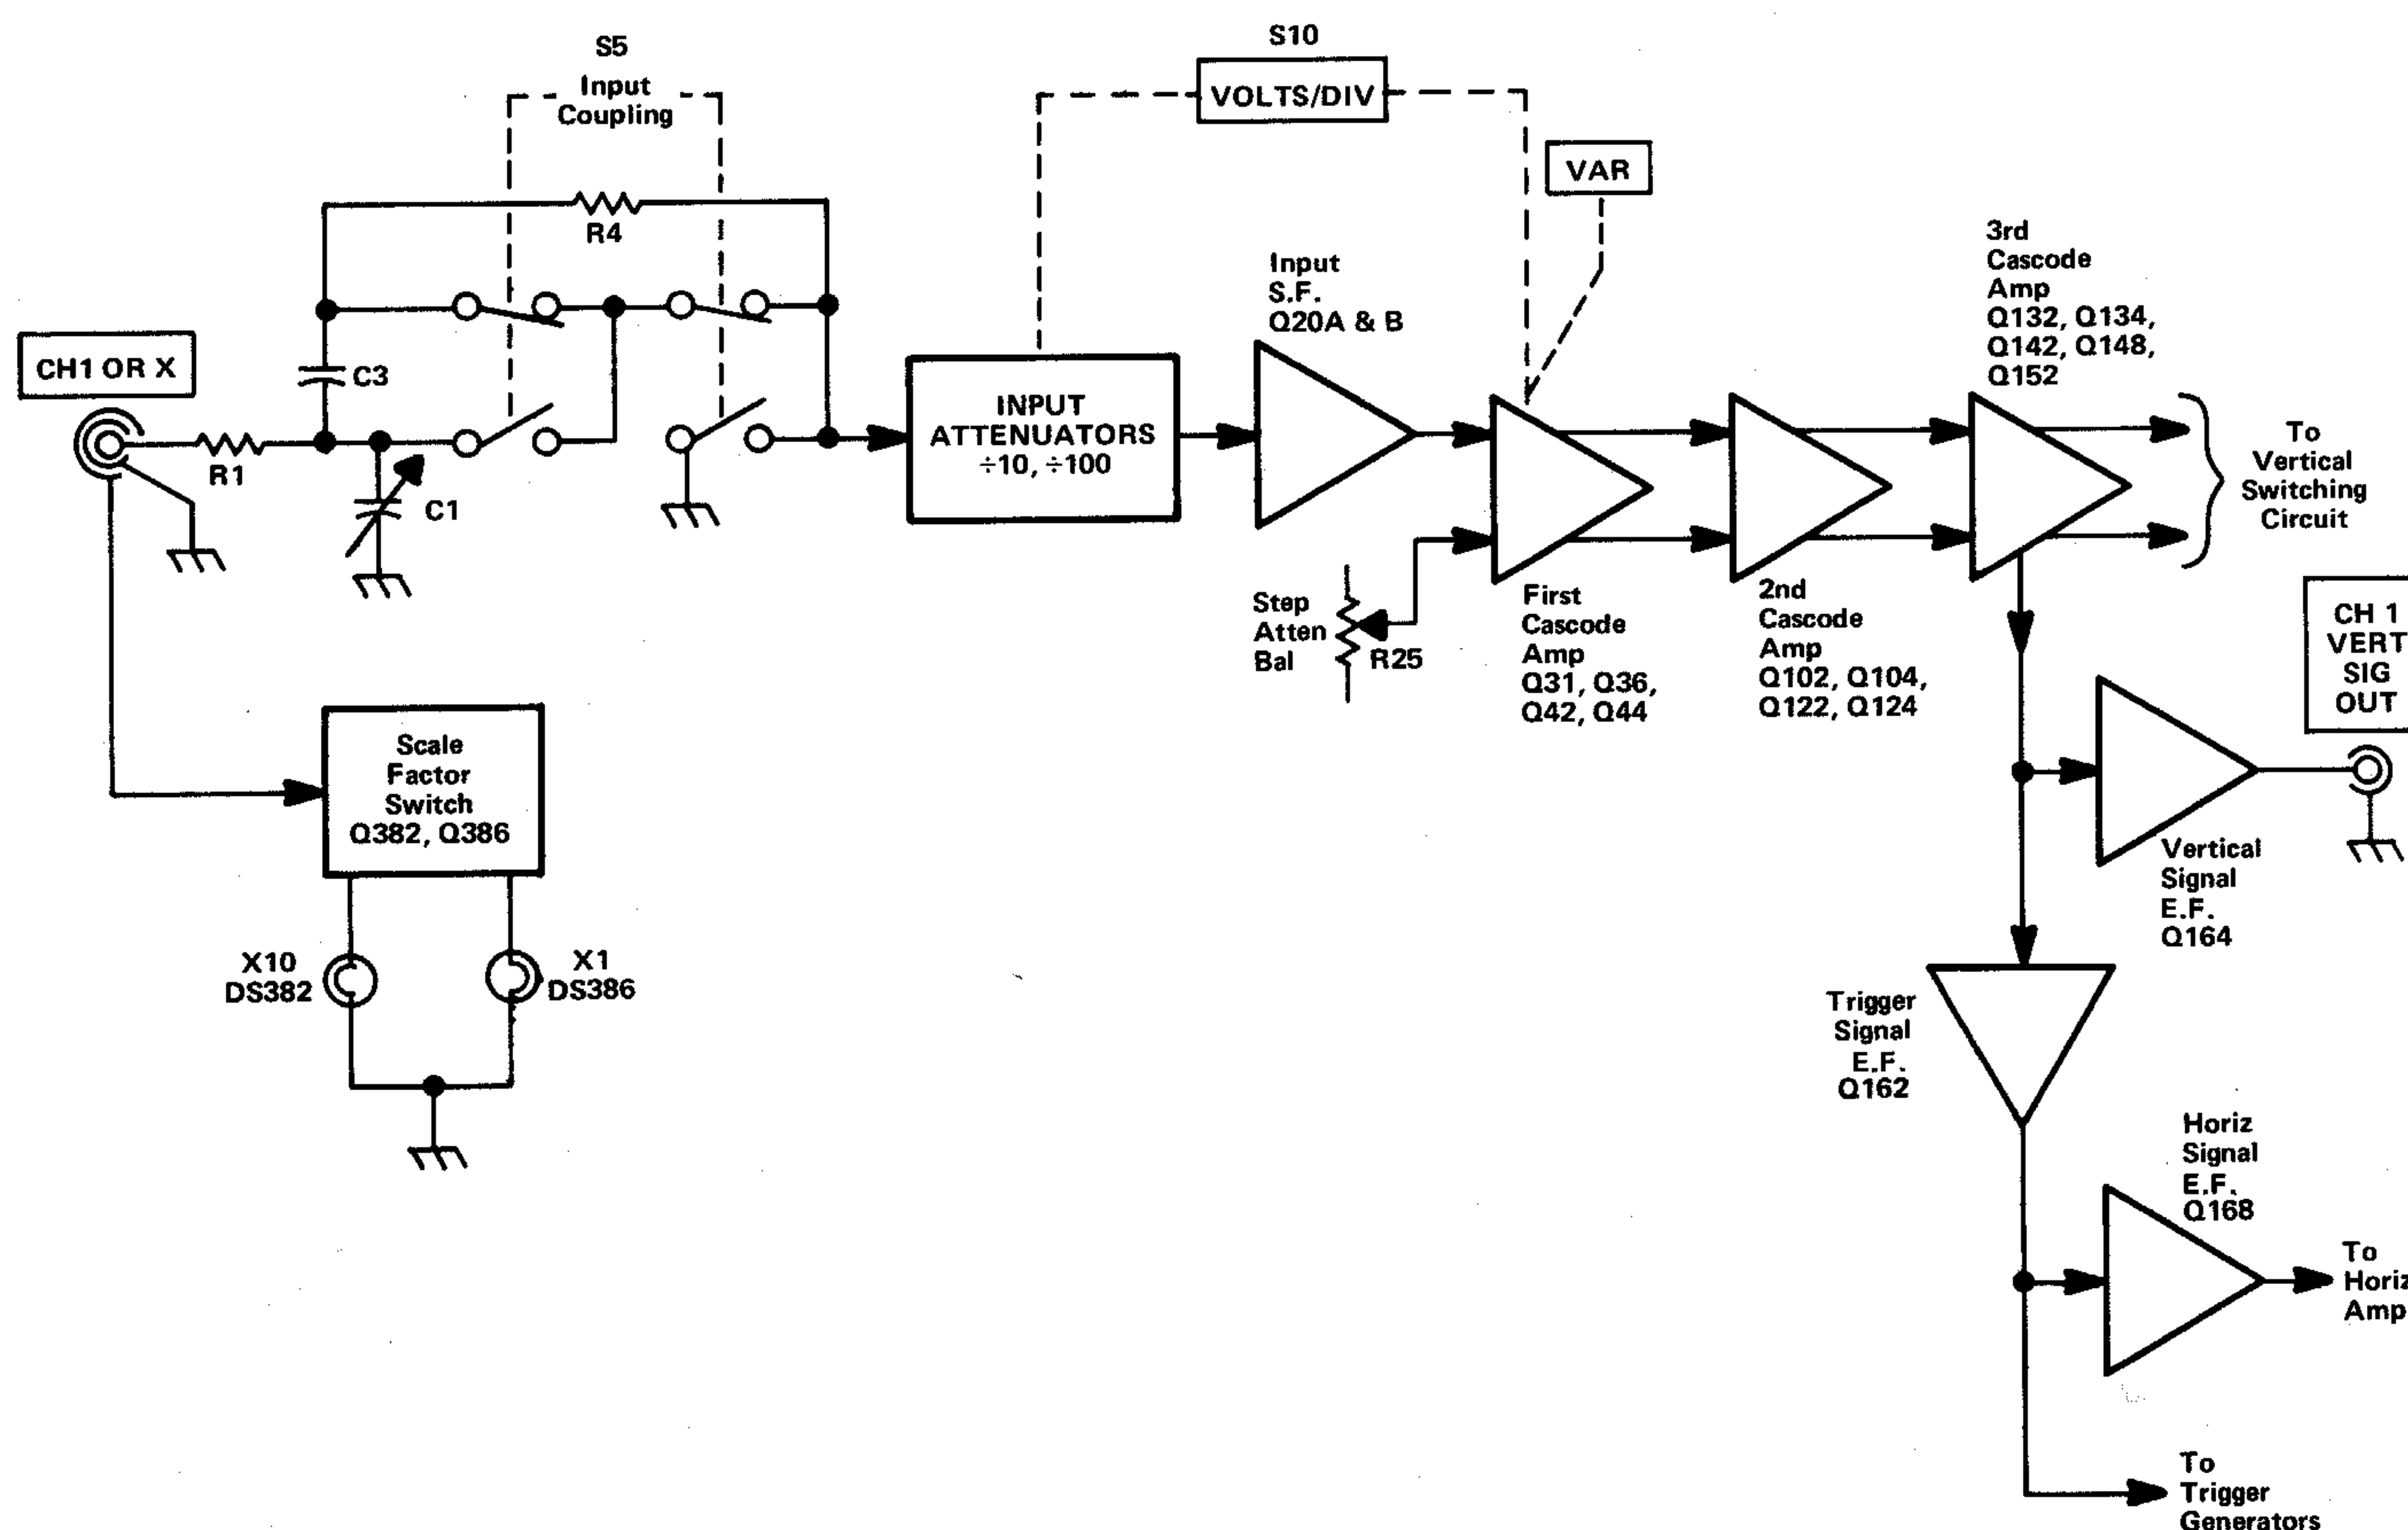 S5
Input
Coupling
S10
VOLTS/DIV
VAR
R4
CH1 OR X
C3
R1
C1
INPUT
ATTENUATORS
÷10, ÷100
Input
S.F.
Q20A & B
3rd
Cascode
Amp
Q132, Q134,
Q142, Q148,
Q152
To
Vertical
Switching
Circuit
Step
Atten
Bal
R25
First
Cascode
Amp
Q31, Q36,
Q42, Q44
2nd
Cascode
Amp
Q102, Q104,
Q122, Q124
CH 1
VERT
SIG
OUT
Scale
Factor
Switch
Q382, Q386
X10
DS382
X1
DS386
Vertical
Signal
E.F.
Q164
Trigger
Signal
E.F.
Q162
Horiz
Signal
E.F.
Q168
To
Horiz
Amp
To
Trigger
Generators